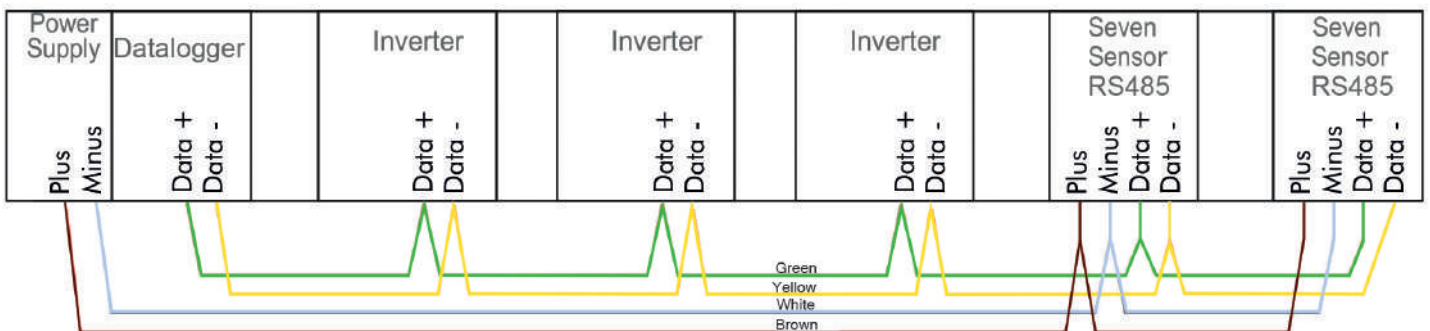 Power
Supply
Datalogger
Inverter
Inverter
Inverter
Seven
Sensor
RS485
Seven
Sensor
RS485
Plus
Minus
Data +
Data -
Data +
Data -
Data +
Data -
Data +
Data -
Plus
Minus
Data +
Data -
Plus
Minus
Data +
Data -
Green
Yellow
White
Brown